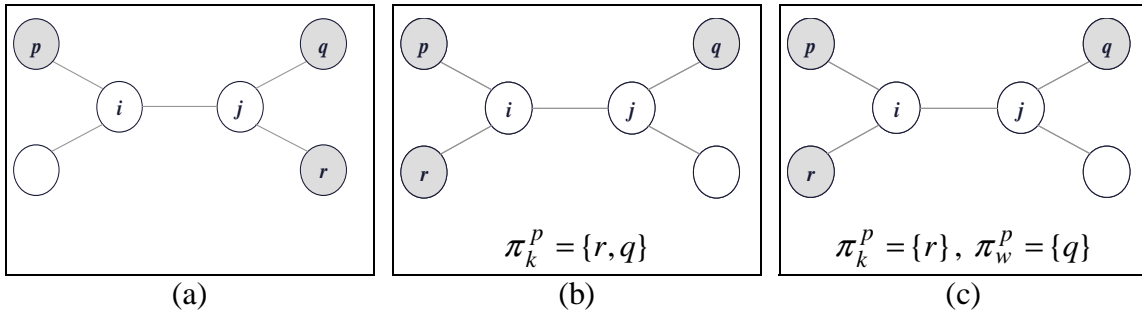 p q
i j
r
p q
i j
r
π_k^p = {r, q}
p q
i j
r
π_k^p = {r}, π_w^p = {q}
(a) (b) (c)